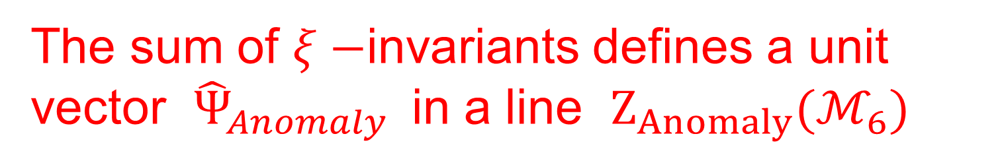 The sum of ξ −invariants defines a unit
vector Ψ̂_Anomaly in a line Z_Anomaly(ℳ_6)